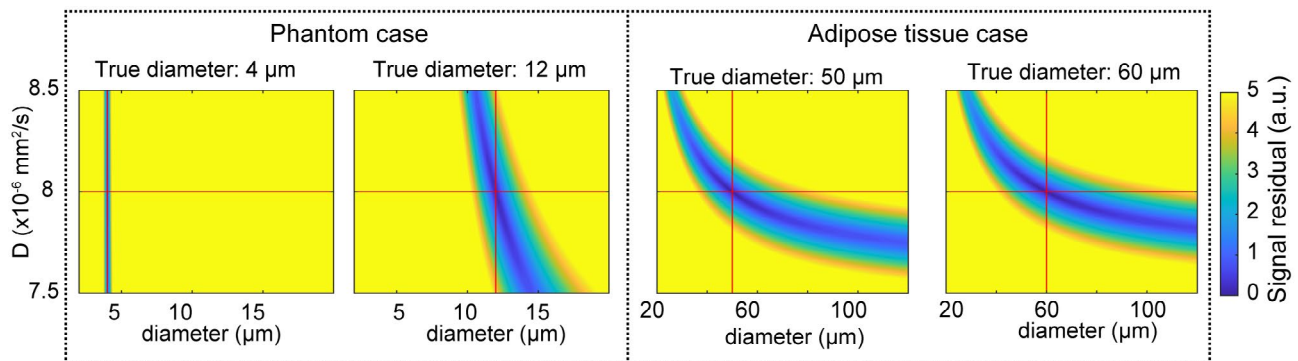 Phantom case
Adipose tissue case
True diameter: 4 µm
True diameter: 12 µm
True diameter: 50 µm
True diameter: 60 µm
D (x10⁻⁶ mm²/s)
8.5
8
7.5
5 10 15
5 10 15
20 60 100
20 60 100
diameter (µm)
diameter (µm)
diameter (µm)
diameter (µm)
5
4
3
2
1
0
Signal residual (a.u.)